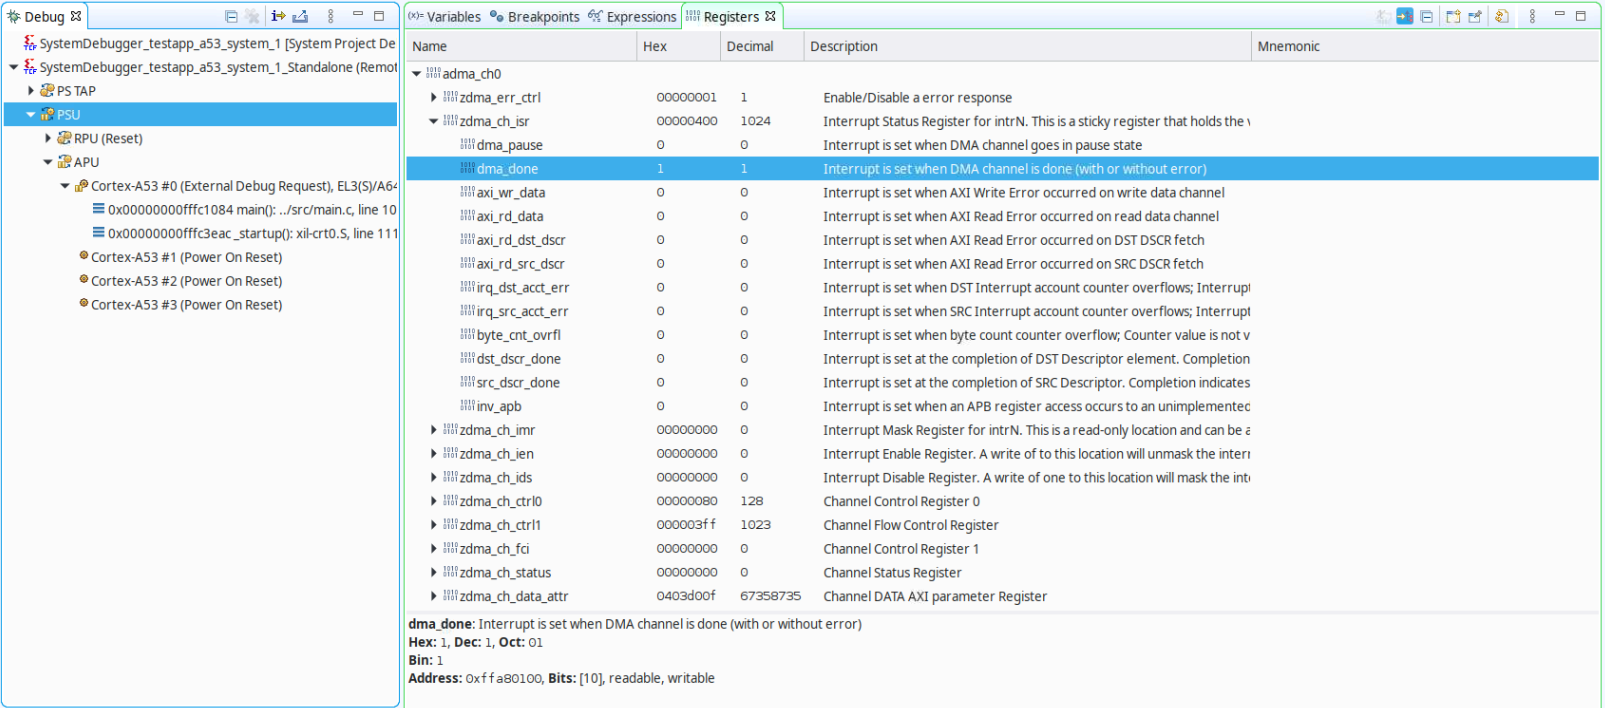 Debug
SystemDebugger_testapp_a53_system_1 [System Project De
SystemDebugger_testapp_a53_system_1_Standalone (Remot
PS TAP
PSU
RPU (Reset)
APU
Cortex-A53 #0 (External Debug Request), EL3(S)/A64
0x00000000fffc1084 main(): ../src/main.c, line 10
0x00000000fffc3eac _startup(): xil-crt0.S, line 111
Cortex-A53 #1 (Power On Reset)
Cortex-A53 #2 (Power On Reset)
Cortex-A53 #3 (Power On Reset)
(x)= Variables Breakpoints Expressions Registers
Name Hex Decimal Description Mnemonic
adma_ch0
zdma_err_ctrl 00000001 1 Enable/Disable a error response
zdma_ch_isr 00000400 1024 Interrupt Status Register for intrN. This is a sticky register that holds the v
dma_pause 0 0 Interrupt is set when DMA channel goes in pause state
dma_done 1 1 Interrupt is set when DMA channel is done (with or without error)
axi_wr_data 0 0 Interrupt is set when AXI Write Error occurred on write data channel
axi_rd_data 0 0 Interrupt is set when AXI Read Error occurred on read data channel
axi_rd_dst_dscr 0 0 Interrupt is set when AXI Read Error occurred on DST DSCR fetch
axi_rd_src_dscr 0 0 Interrupt is set when AXI Read Error occurred on SRC DSCR fetch
irq_dst_acct_err 0 0 Interrupt is set when DST Interrupt account counter overflows; Interrupt
irq_src_acct_err 0 0 Interrupt is set when SRC Interrupt account counter overflows; Interrupt
byte_cnt_ovrfl 0 0 Interrupt is set when byte count counter overflow; Counter value is not v
dst_dscr_done 0 0 Interrupt is set at the completion of DST Descriptor element. Completion
src_dscr_done 0 0 Interrupt is set at the completion of SRC Descriptor. Completion indicates
inv_apb 0 0 Interrupt is set when an APB register access occurs to an unimplemented
zdma_ch_imr 00000000 0 Interrupt Mask Register for intrN. This is a read-only location and can be a
zdma_ch_ien 00000000 0 Interrupt Enable Register. A write of to this location will unmask the interr
zdma_ch_ids 00000000 0 Interrupt Disable Register. A write of one to this location will mask the inte
zdma_ch_ctrl0 00000080 128 Channel Control Register 0
zdma_ch_ctrl1 000003ff 1023 Channel Flow Control Register
zdma_ch_fci 00000000 0 Channel Control Register 1
zdma_ch_status 00000000 0 Channel Status Register
zdma_ch_data_attr 0403d00f 67358735 Channel DATA AXI parameter Register
dma_done: Interrupt is set when DMA channel is done (with or without error)
Hex: 1, Dec: 1, Oct: 01
Bin: 1
Address: 0xffa80100, Bits: [10], readable, writable